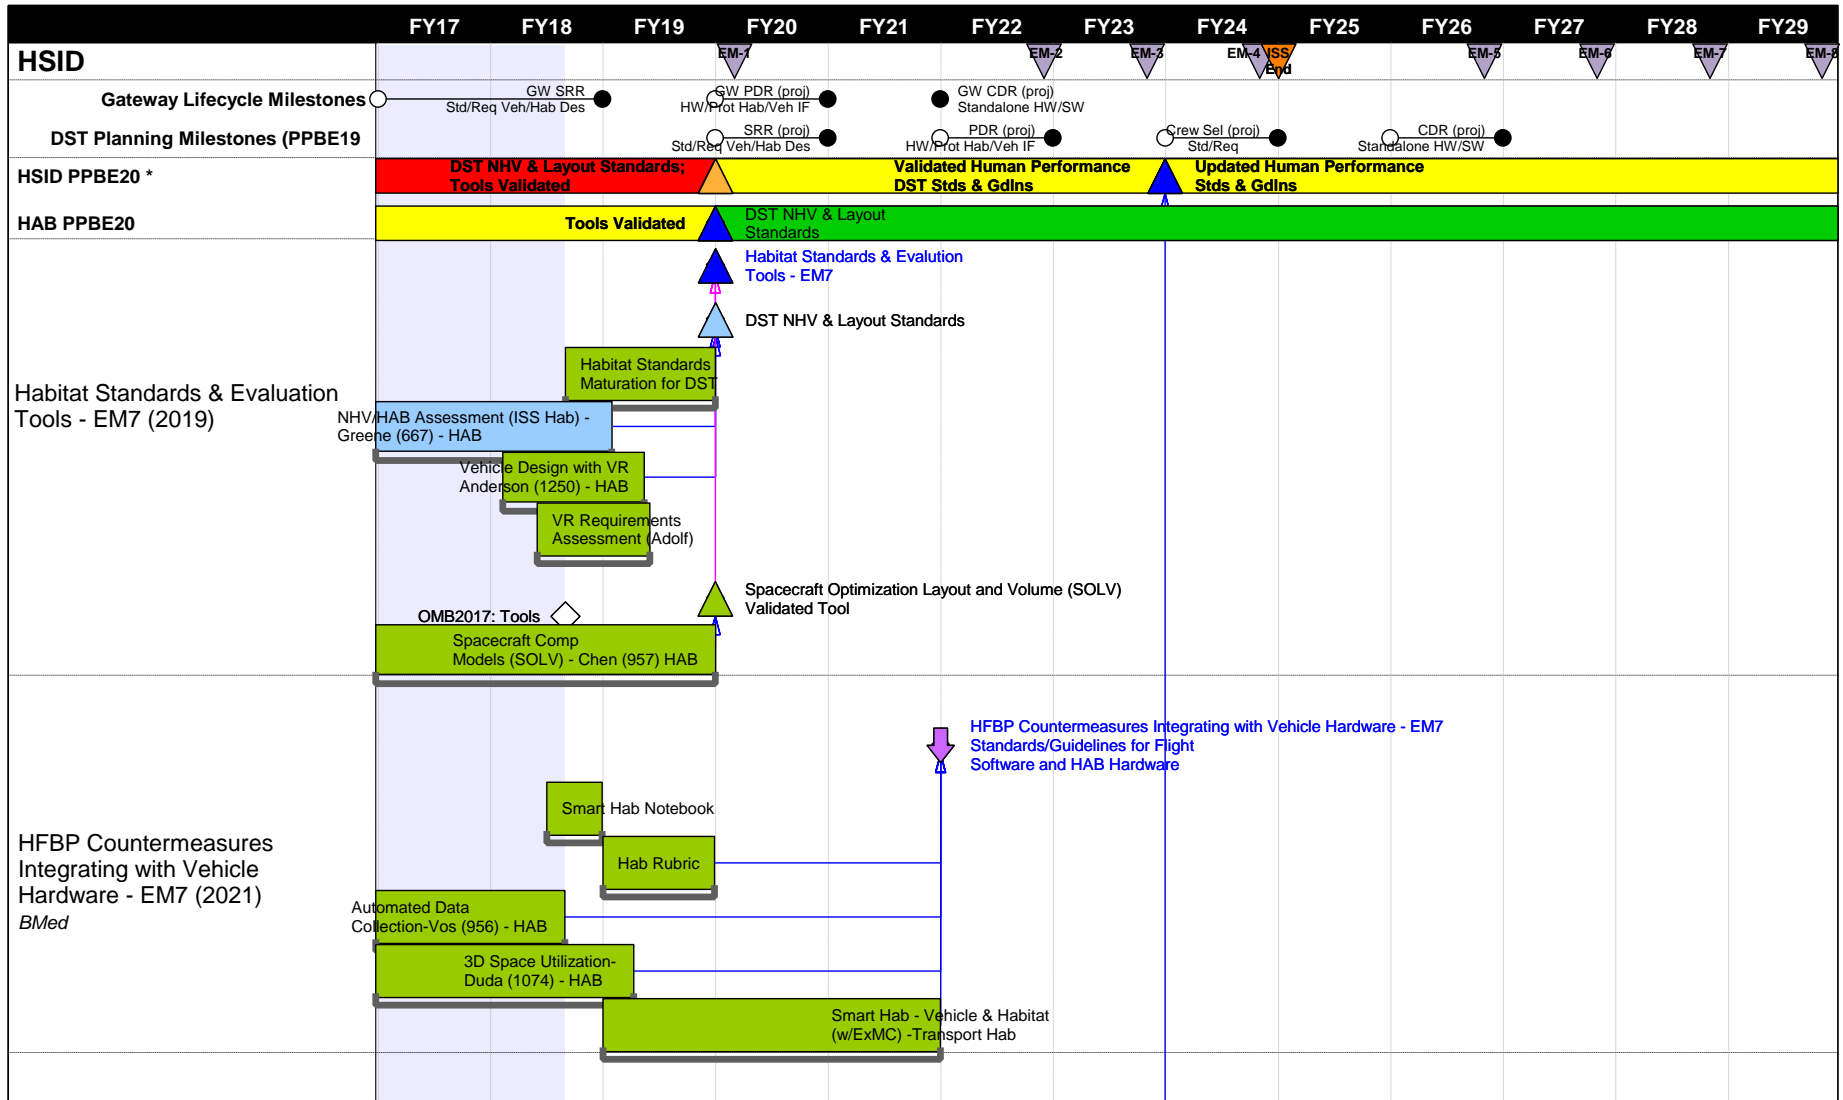 FY17 FY18 FY19 FY20 FY21 FY22 FY23 FY24 FY25 FY26 FY27 FY28 FY29
HSID
EM-1 EM-2 EM-3 EM-4 ISS End EM-5 EM-6 EM-7 EM-8
Gateway Lifecycle Milestones
GW SRR
Std/Req Veh/Hab Des
GW PDR (proj)
HW/Prot Hab/Veh IF
GW CDR (proj)
Standalone HW/SW
DST Planning Milestones (PPBE19
SRR (proj)
Std/Req Veh/Hab Des
PDR (proj)
HW/Prot Hab/Veh IF
Crew Sel (proj)
Std/Req
CDR (proj)
Standalone HW/SW
HSID PPBE20 *
DST NHV & Layout Standards;
Tools Validated
Validated Human Performance
DST Stds & Gdlns
Updated Human Performance
Stds & Gdlns
HAB PPBE20
Tools Validated
DST NHV & Layout
Standards
Habitat Standards & Evalution
Tools - EM7
DST NHV & Layout Standards
Habitat Standards & Evaluation
Tools - EM7 (2019)
Habitat Standards
Maturation for DST
NHV/HAB Assessment (ISS Hab) -
Greene (667) - HAB
Vehicle Design with VR
Anderson (1250) - HAB
VR Requirements
Assessment (Adolf)
Spacecraft Optimization Layout and Volume (SOLV)
Validated Tool
OMB2017: Tools
Spacecraft Comp
Models (SOLV) - Chen (957) HAB
HFBP Countermeasures Integrating with Vehicle Hardware - EM7
Standards/Guidelines for Flight
Software and HAB Hardware
HFBP Countermeasures
Integrating with Vehicle
Hardware - EM7 (2021)
BMed
Smart Hab Notebook
Hab Rubric
Automated Data
Collection-Vos (956) - HAB
3D Space Utilization-
Duda (1074) - HAB
Smart Hab - Vehicle & Habitat
(w/ExMC) -Transport Hab